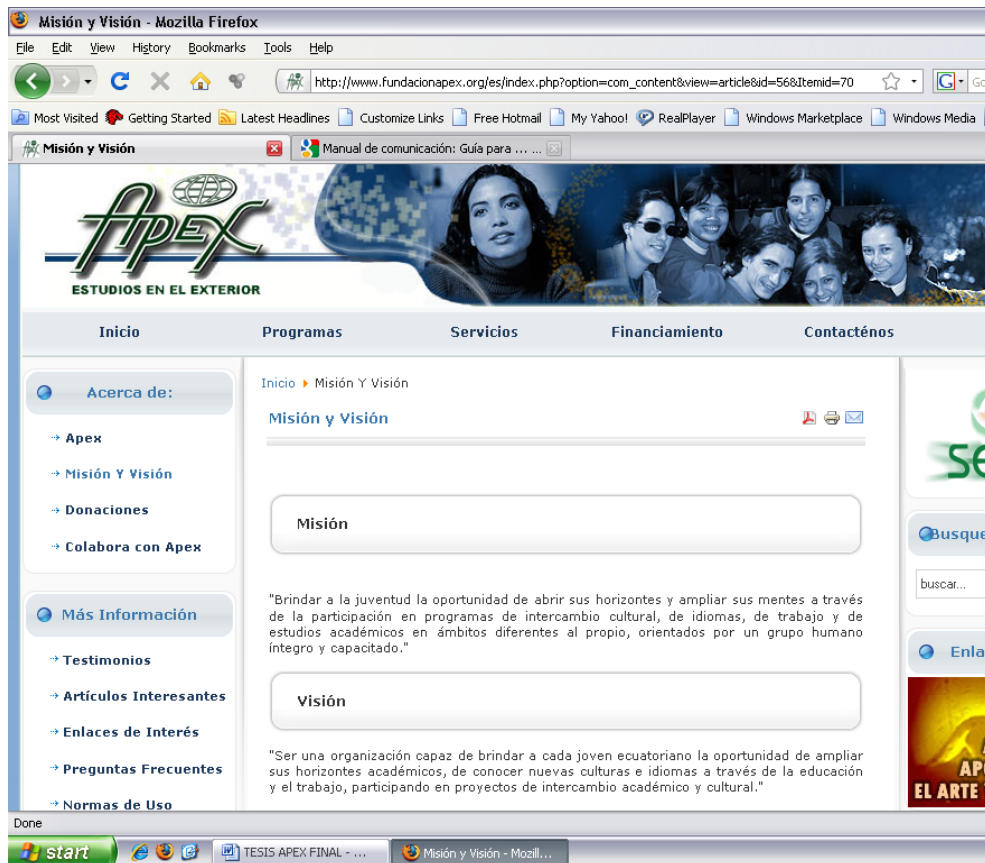 Misión y Visión - Mozilla Firefox
File Edit View History Bookmarks Tools Help
http://www.fundacionapex.org/es/index.php?option=com_content&view=article&id=56&Itemid=70
Most Visited Getting Started Latest Headlines Customize Links Free Hotmail My Yahoo! RealPlayer Windows Marketplace Windows Media
Misión y Visión Manual de comunicación: Guía para ... ...
APEX
ESTUDIOS EN EL EXTERIOR
Inicio Programas Servicios Financiamiento Contacténos
Acerca de:
Apex
Misión Y Visión
Donaciones
Colabora con Apex
Más Información
Testimonios
Artículos Interesantes
Enlaces de Interés
Preguntas Frecuentes
Normas de Uso
Inicio Misión Y Visión
Misión y Visión
Misión
"Brindar a la juventud la oportunidad de abrir sus horizontes y ampliar sus mentes a través
de la participación en programas de intercambio cultural, de idiomas, de trabajo y de
estudios académicos en ámbitos diferentes al propio, orientados por un grupo humano
íntegro y capacitado."
Visión
"Ser una organización capaz de brindar a cada joven ecuatoriano la oportunidad de ampliar
sus horizontes académicos, de conocer nuevas culturas e idiomas a través de la educación
y el trabajo, participando en proyectos de intercambio académico y cultural."
buscar...
EL ARTE
Done
start TESIS APEX FINAL - ... Misión y Visión - Mozill...